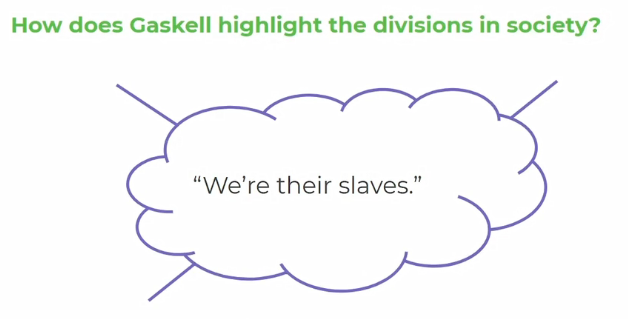 How does Gaskell highlight the divisions in society?
“We’re their slaves.”